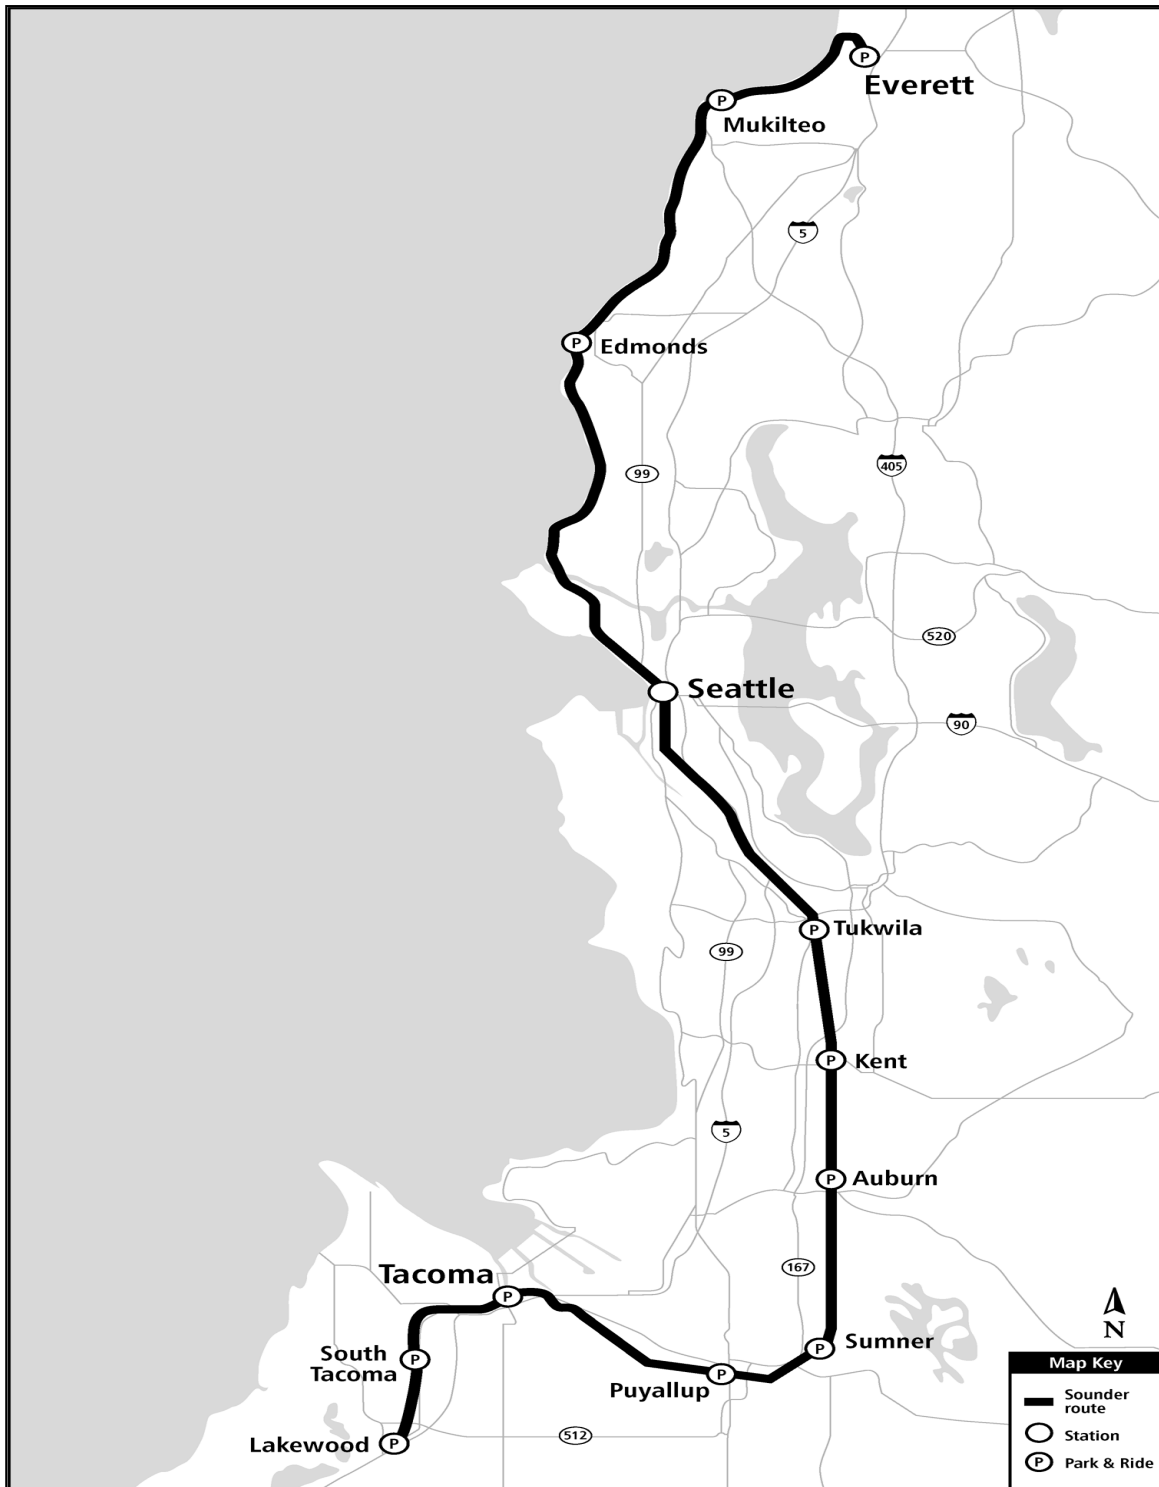 P
Everett
P
Mukilteo
5
P
Edmonds
405
99
520
Seattle
90
P
Tukwila
99
P
Kent
5
P
Auburn
167
Tacoma
P
N
Sumner
P
South
Tacoma
P
P
Puyallup
512
Lakewood
P
Map Key
Sounder
route
Station
P
Park & Ride